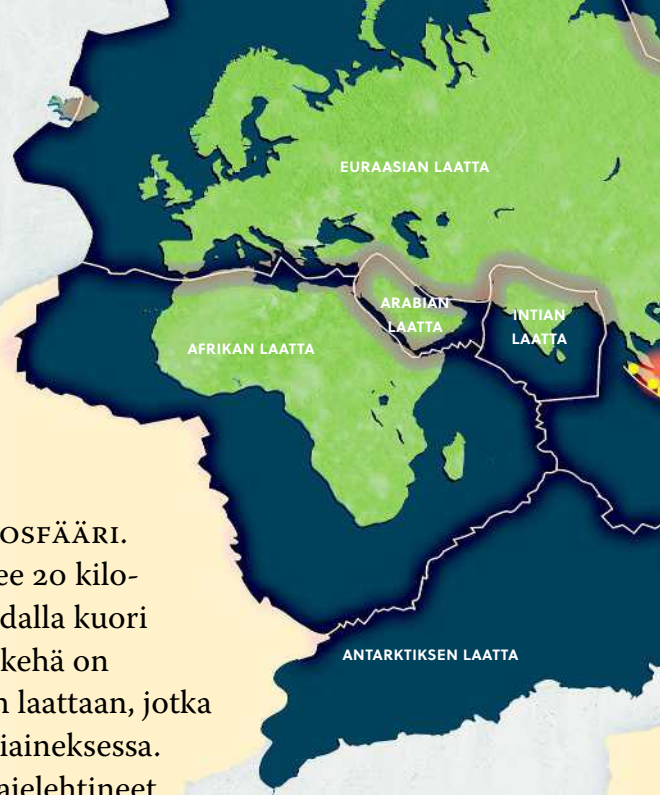 EURAASIAN LAATTA
ARABIAN
LAATTA
INTIAN
LAATTA
AFRIKAN LAATTA
OSFÄÄRI.
ee 20 kilo-
dalla kuori
kehä on
n laattaan, jotka
iaineksessa.
ajelehtineet
ANTARKTIKSEN LAATTA